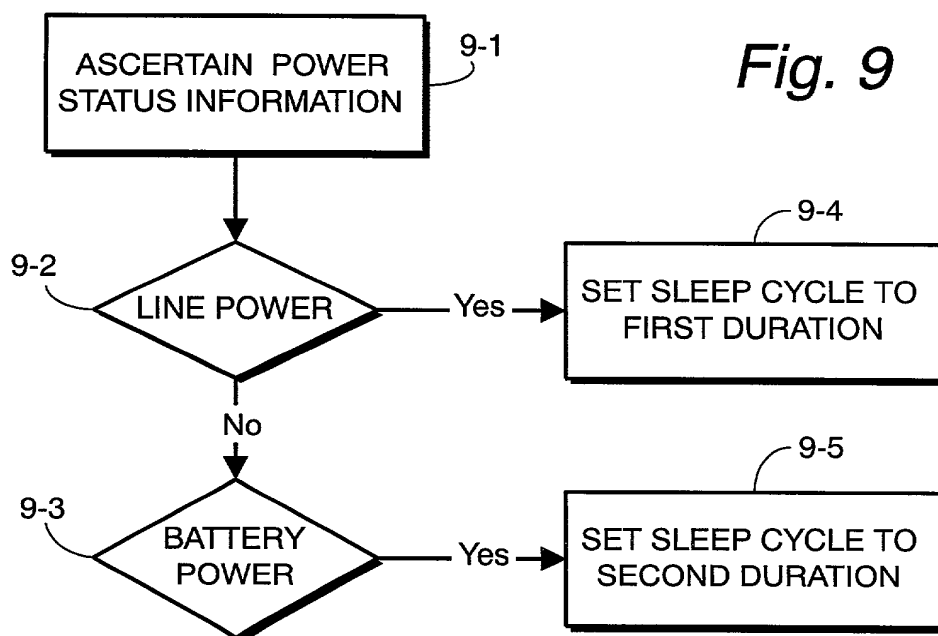 Fig. 9
9-1
ASCERTAIN POWER
STATUS INFORMATION
9-2
LINE POWER
Yes
9-4
SET SLEEP CYCLE TO
FIRST DURATION
No
9-3
BATTERY
POWER
Yes
9-5
SET SLEEP CYCLE TO
SECOND DURATION